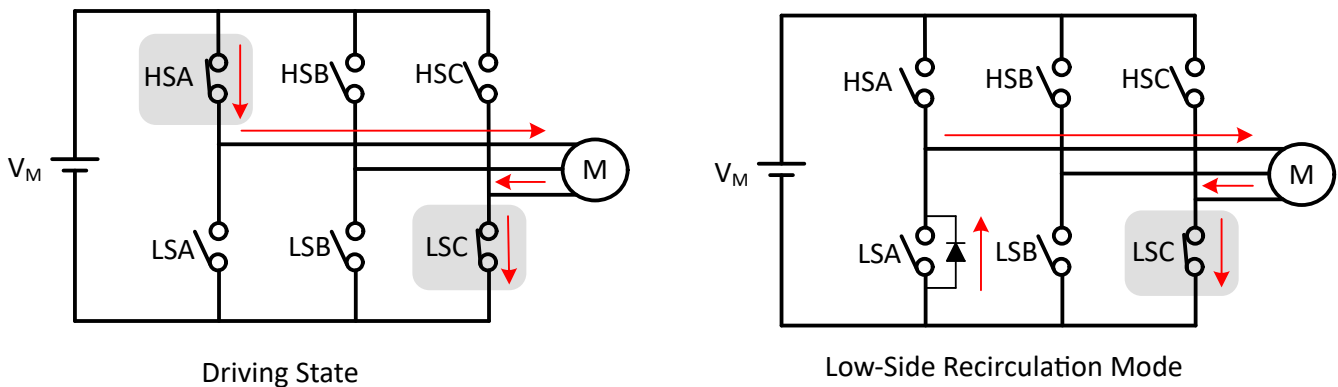 HSA HSB HSC
V_M M
LSA LSB LSC
Driving State
HSA HSB HSC
V_M M
LSA LSB LSC
Low-Side Recirculation Mode